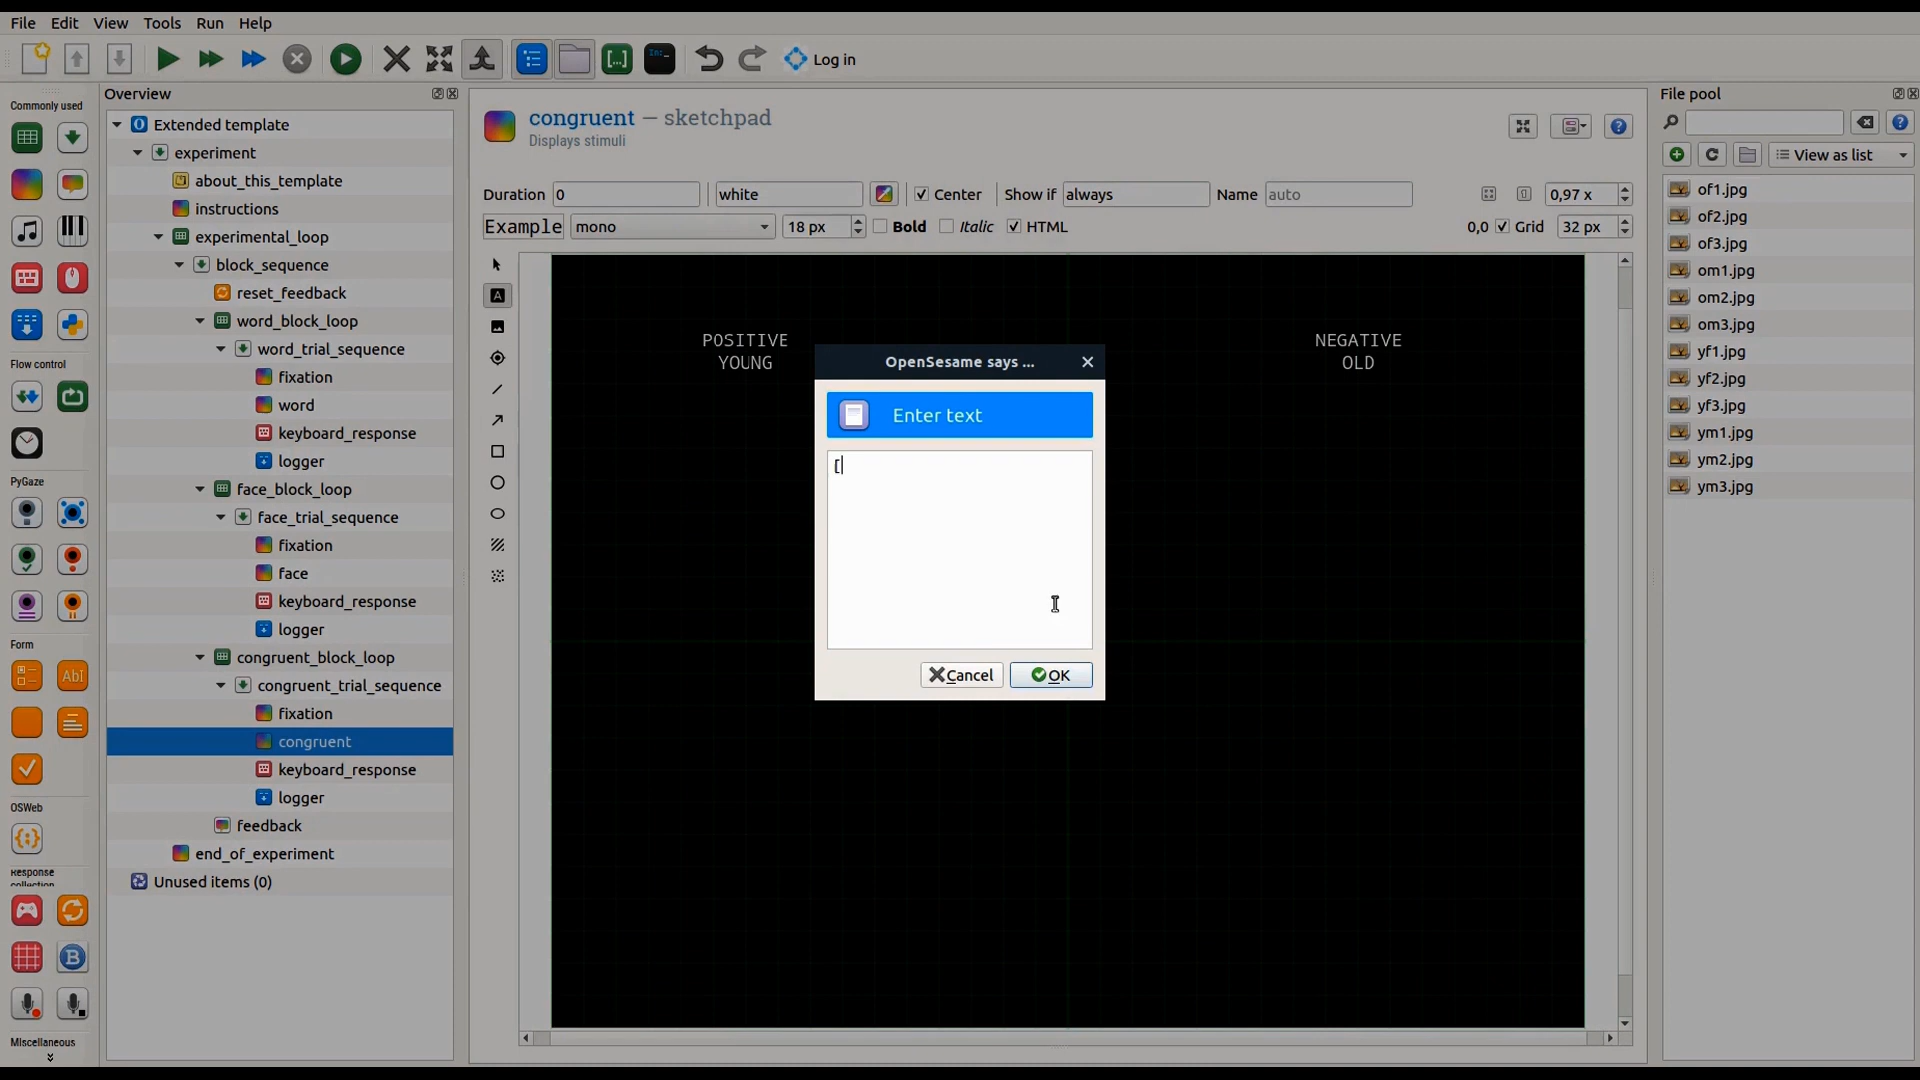 File Edit View Tools Run Help
Log in
Commonly used
Flow control
PyGaze
Form
AbI
OSWeb
Response
collection
Miscellaneous
Overview
Extended template
experiment
about_this_template
instructions
experimental_loop
block_sequence
reset_feedback
word_block_loop
word_trial_sequence
fixation
word
keyboard_response
logger
face_block_loop
face_trial_sequence
fixation
face
keyboard_response
logger
congruent_block_loop
congruent_trial_sequence
fixation
congruent
keyboard_response
logger
feedback
end_of_experiment
Unused items (0)
congruent — sketchpad
Displays stimuli
Duration 0 white Center Show if always Name auto 0,97 x
Example mono 18 px Bold Italic HTML 0,0 Grid 32 px
A
POSITIVE
YOUNG
NEGATIVE
OLD
OpenSesame says ...
Enter text
[
Cancel OK
File pool
View as list
of1.jpg
of2.jpg
of3.jpg
om1.jpg
om2.jpg
om3.jpg
yf1.jpg
yf2.jpg
yf3.jpg
ym1.jpg
ym2.jpg
ym3.jpg